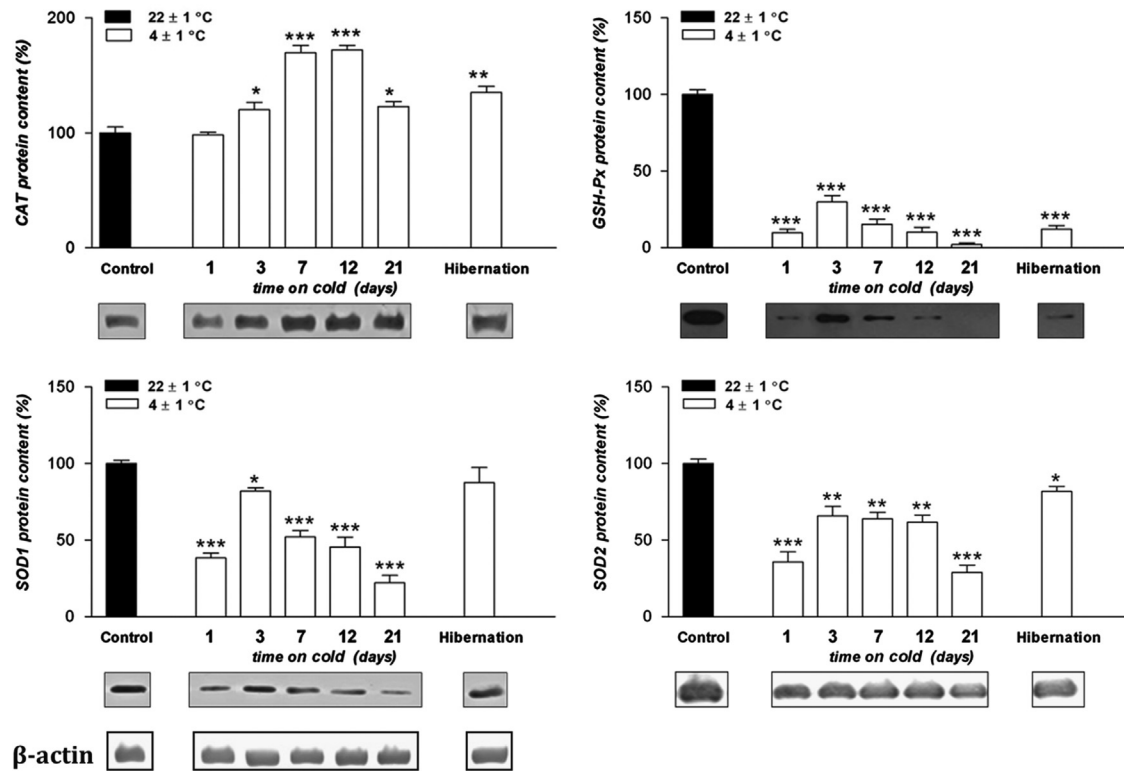 CAT protein content (%)
200
100
0
22 ± 1 °C
4 ± 1 °C
*
***
***
*
**
Control
1 3 7 12 21
Hibernation
time on cold (days)
GSH-Px protein content (%)
150
100
50
0
22 ± 1 °C
4 ± 1 °C
***
***
***
***
***
***
Control
1 3 7 12 21
Hibernation
time on cold (days)
SOD1 protein content (%)
150
100
50
0
22 ± 1 °C
4 ± 1 °C
***
*
***
***
***
Control
1 3 7 12 21
Hibernation
time on cold (days)
SOD2 protein content (%)
150
100
50
0
22 ± 1 °C
4 ± 1 °C
***
**
**
**
***
*
Control
1 3 7 12 21
Hibernation
time on cold (days)
β-actin